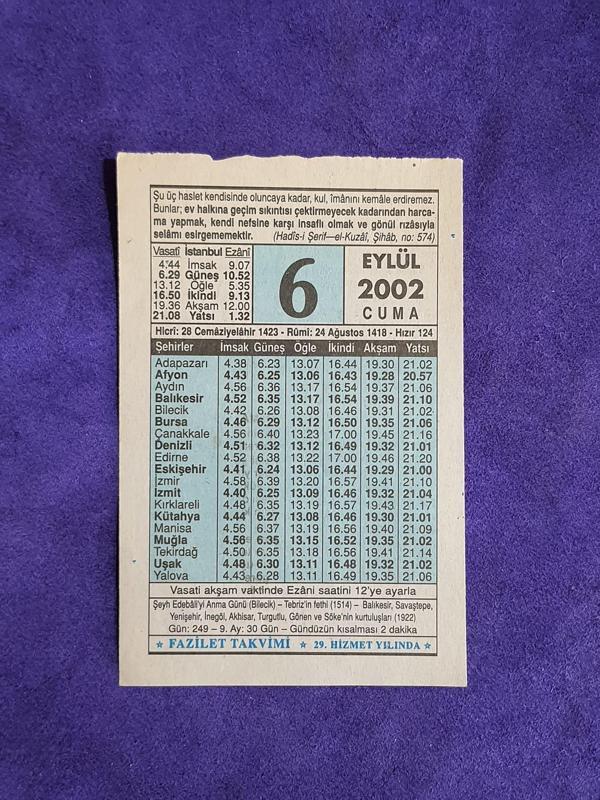 Şu üç haslet kendisinde oluncaya kadar, kul, îmânını kemâle erdiremez.
Bunlar; ev halkına geçim sıkıntısı çektirmeyecek kadarından harca-
ma yapmak, kendi nefsine karşı insaflı olmak ve gönül rızâsıyla
selâmı esirgememektir. (Hadîs-i Şerif—el-Kuzâî, Şihâb, no: 574)
Vasatî İstanbul Ezanî
4.44 İmsak 9.07
6.29 Güneş 10.52
13.12 Öğle 5.35
16.50 İkindi 9.13
19.36 Akşam 12.00
21.08 Yatsı 1.32
6
EYLÜL
2002
CUMA
Hicrî: 28 Cemâziyelâhir 1423 - Rûmî: 24 Ağustos 1418 - Hızır 124
Şehirler İmsak Güneş Öğle İkindi Akşam Yatsı
Adapazarı 4.38 6.23 13.07 16.44 19.30 21.02
Afyon 4.43 6.25 13.06 16.43 19.28 20.57
Aydın 4.56 6.36 13.17 16.54 19.37 21.06
Balıkesir 4.52 6.35 13.17 16.54 19.39 21.10
Bilecik 4.42 6.26 13.08 16.46 19.31 21.02
Bursa 4.46 6.29 13.12 16.50 19.35 21.06
Çanakkale 4.56 6.40 13.23 17.00 19.45 21.16
Denizli 4.51 6.32 13.12 16.49 19.32 21.01
Edirne 4.52 6.38 13.22 17.00 19.46 21.20
Eskişehir 4.41 6.24 13.06 16.44 19.29 21.00
İzmir 4.58 6.39 13.20 16.57 19.41 21.10
İzmit 4.40 6.25 13.09 16.46 19.32 21.04
Kırklareli 4.48 6.35 13.19 16.57 19.43 21.17
Kütahya 4.44 6.27 13.08 16.46 19.30 21.01
Manisa 4.56 6.37 13.19 16.56 19.40 21.09
Muğla 4.56 6.35 13.15 16.52 19.35 21.02
Tekirdağ 4.50 6.35 13.18 16.56 19.41 21.14
Uşak 4.48 6.30 13.11 16.48 19.32 21.02
Yalova 4.43 6.28 13.11 16.49 19.35 21.06
Vasati akşam vaktinde Ezâni saatini 12'ye ayarla
Şeyh Edebâli'yi Anma Günü (Bilecik) – Tebriz'in fethi (1514) – Balıkesir, Savaştepe,
Yenişehir, İnegöl, Akhisar, Turgutlu, Gönen ve Söke'nin kurtuluşları (1922)
Gün: 249 – 9. Ay: 30 Gün – Gündüzün kısalması 2 dakika
★ FAZİLET TAKVİMİ ★ 29. HİZMET YILINDA ★